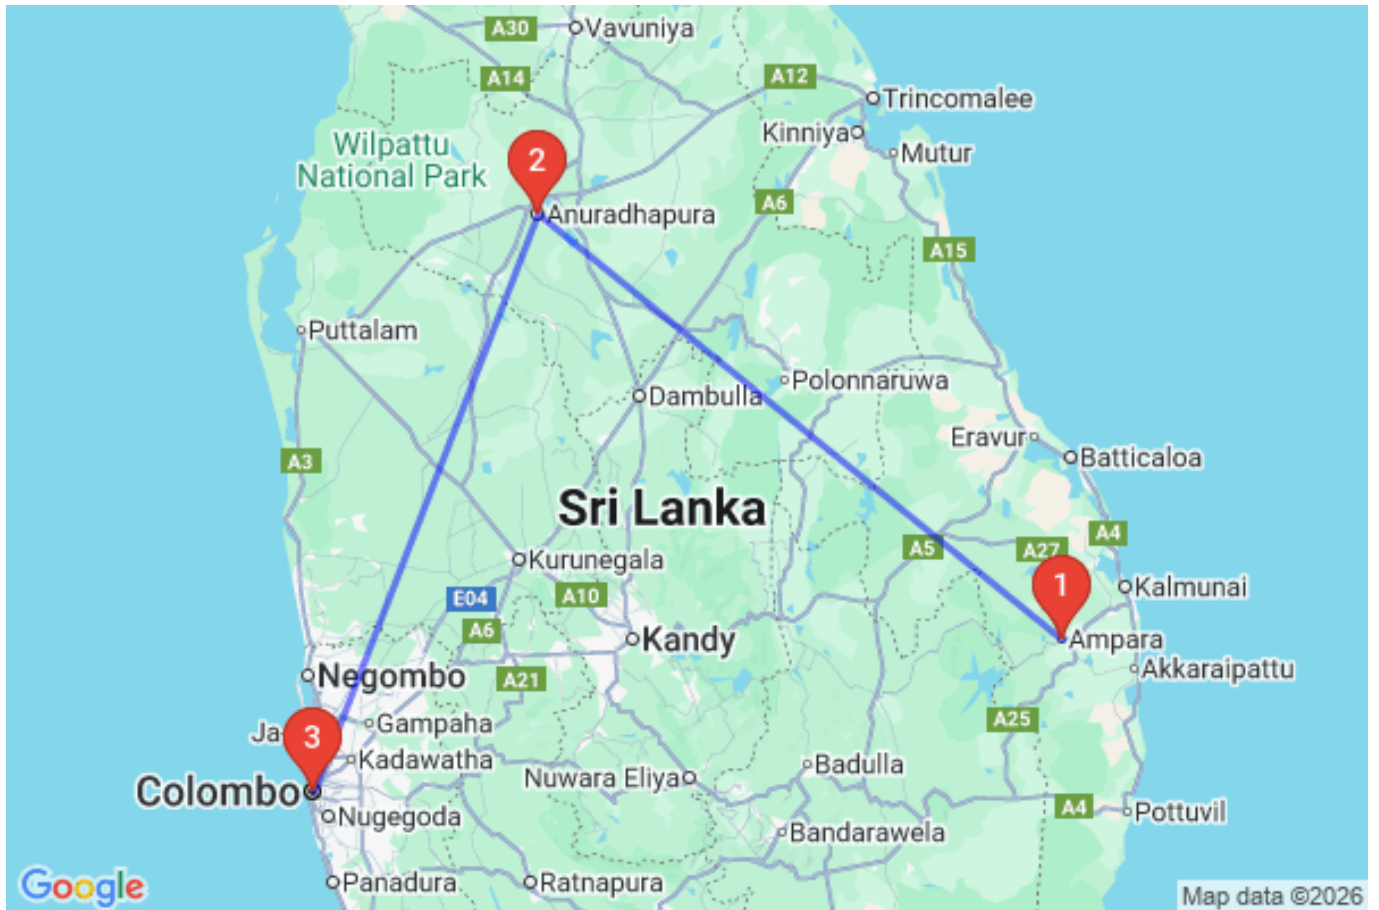 A30
Vavuniya
A14
A12
Trincomalee
Kinniya
Mutur
Wilpattu
National Park
2
A6
Anuradhapura
A15
Puttalam
Polonnaruwa
Dambulla
A3
Eravur
Batticaloa
Sri Lanka
A4
A5
A27
Kurunegala
1
Kalmunai
E04
A10
A6
Kandy
Ampara
Akkaraipattu
Negombo
A21
A25
Gampaha
Ja-
3
Kadawatha
Badulla
Nuwara Eliya
Colombo
A4
Pottuvil
Nugegoda
Bandarawela
Panadura
Ratnapura
Google
Map data ©2026